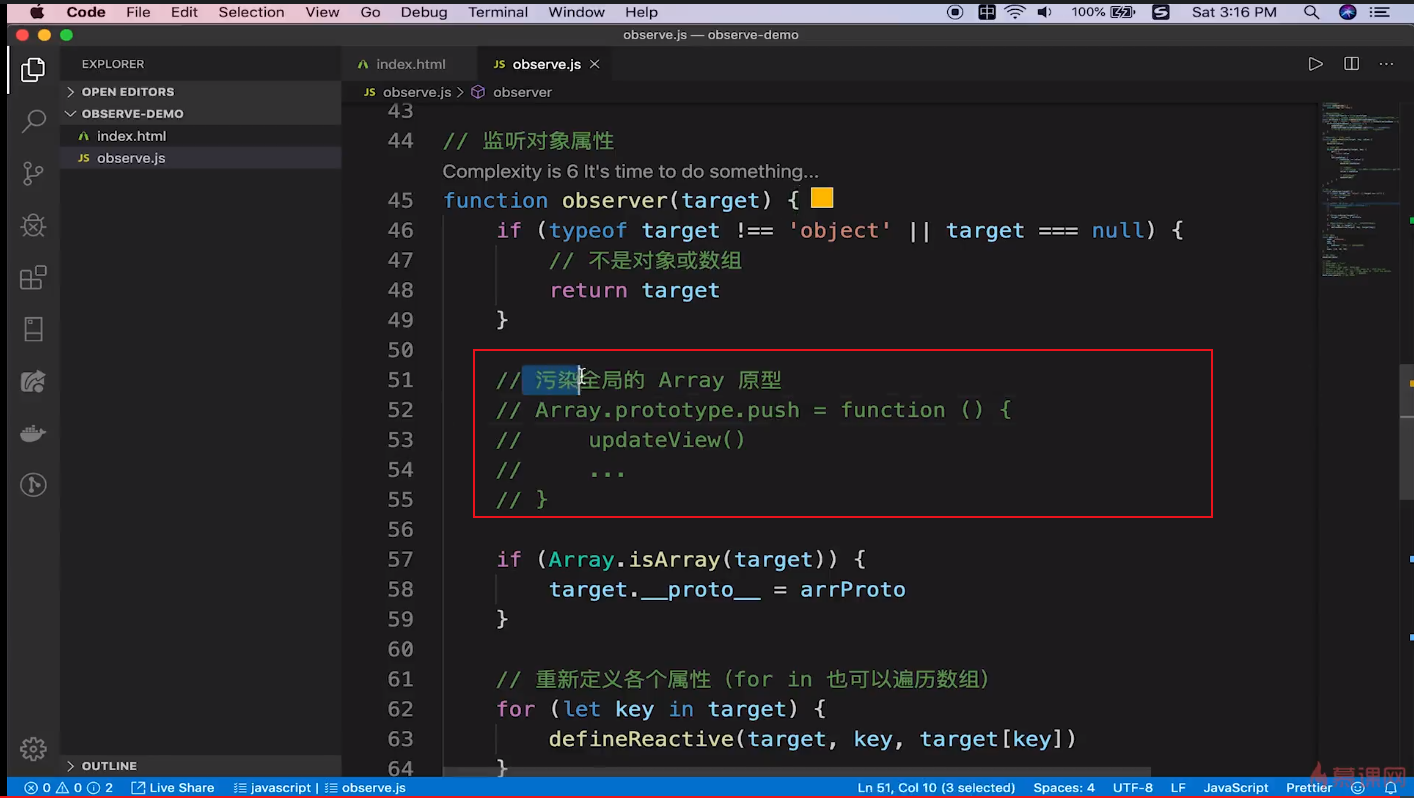 Code File Edit Selection View Go Debug Terminal Window Help 100% Sat 3:16 PM
observe.js — observe-demo
EXPLORER
OPEN EDITORS
OBSERVE-DEMO
index.html
JS observe.js
OUTLINE
index.html JS observe.js
JS observe.js > observer
43
44 // 监听对象属性
Complexity is 6 It's time to do something...
45 function observer(target) {
46 if (typeof target !== 'object' || target === null) {
47 // 不是对象或数组
48 return target
49 }
50
51 // 污染全局的 Array 原型
52 // Array.prototype.push = function () {
53 // updateView()
54 // ...
55 // }
56
57 if (Array.isArray(target)) {
58 target.__proto__ = arrProto
59 }
60
61 // 重新定义各个属性（for in 也可以遍历数组）
62 for (let key in target) {
63 defineReactive(target, key, target[key])
64 }
0 0 2 Live Share javascript | observe.js Ln 51, Col 10 (3 selected) Spaces: 4 UTF-8 LF JavaScript Prettier
慕课网